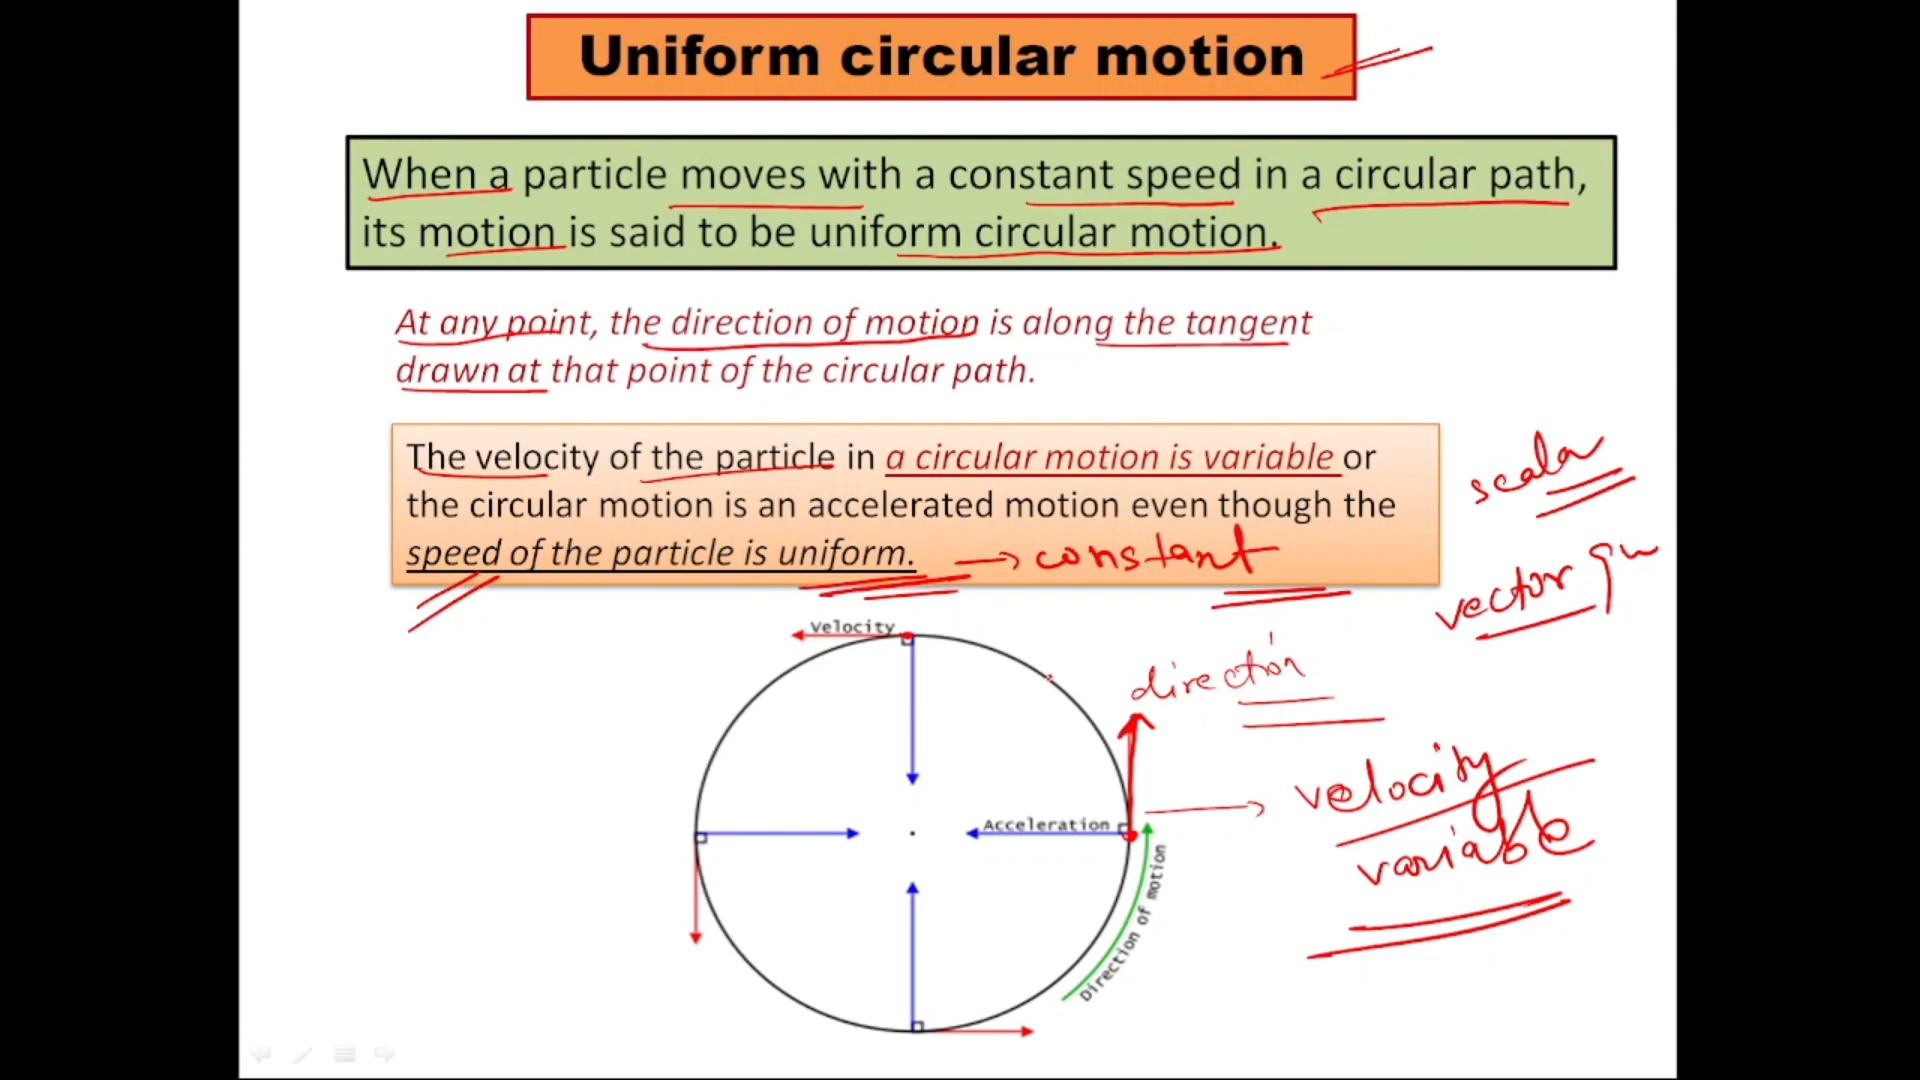 Uniform circular motion
When a particle moves with a constant speed in a circular path,
its motion is said to be uniform circular motion.
At any point, the direction of motion is along the tangent
drawn at that point of the circular path.
The velocity of the particle in a circular motion is variable or
the circular motion is an accelerated motion even though the
speed of the particle is uniform.
constant
scalar
vector
Velocity
direction
velocity
variable
Acceleration
Direction of motion